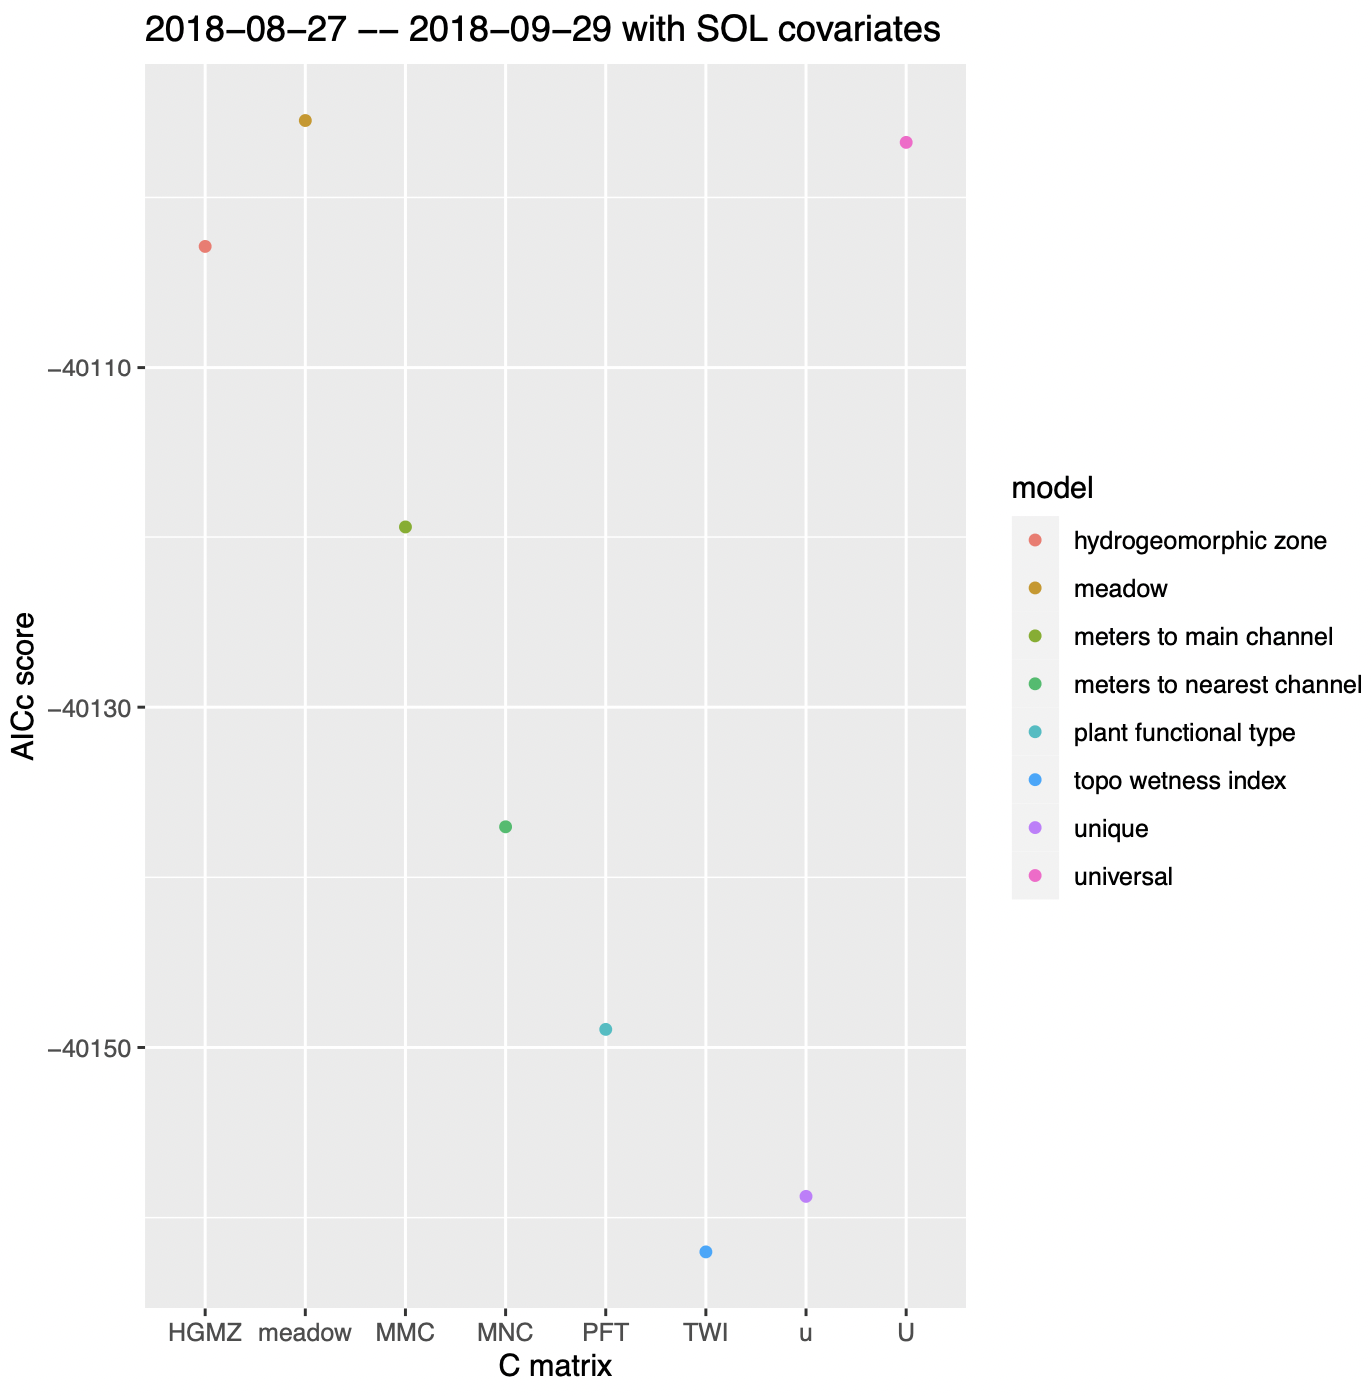 2018−08−27 −− 2018−09−29 with SOL covariates
−40110
−40130
−40150
AICc score
HGMZ meadow MMC MNC PFT TWI u U
C matrix
model
hydrogeomorphic zone
meadow
meters to main channel
meters to nearest channel
plant functional type
topo wetness index
unique
universal